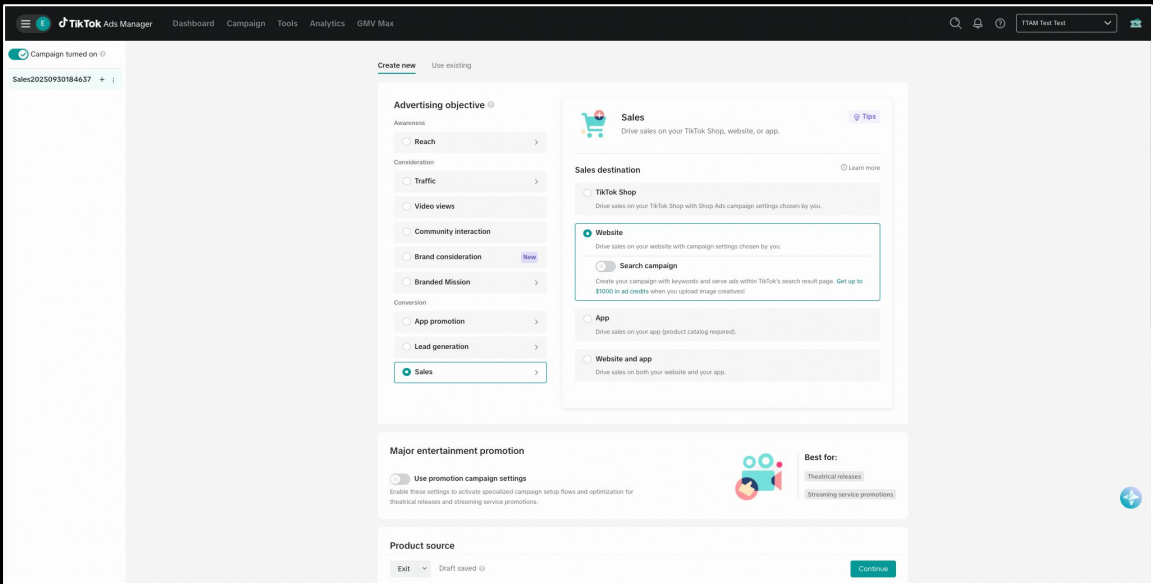 E TikTok Ads Manager Dashboard Campaign Tools Analytics GMV Max TTAM Test Test
Campaign turned on
Sales20250930184637
Create new Use existing
Advertising objective
Awareness
Reach
Consideration
Traffic
Video views
Community interaction
Brand consideration New
Branded Mission
Conversion
App promotion
Lead generation
Sales
Sales
Drive sales on your TikTok Shop, website, or app.
Tips
Sales destination
Learn more
TikTok Shop
Drive sales on your TikTok Shop with Shop Ads campaign settings chosen by you.
Website
Drive sales on your website with campaign settings chosen by you.
Search campaign
Create your campaign with keywords and serve ads within TikTok's search result page. Get up to
$1000 in ad credits when you upload image creatives!
App
Drive sales on your app (product catalog required).
Website and app
Drive sales on both your website and your app.
Major entertainment promotion
Use promotion campaign settings
Enable these settings to activate specialized campaign setup flows and optimization for
theatrical releases and streaming service promotions.
Best for:
Theatrical releases
Streaming service promotions
Product source
Exit Draft saved Continue